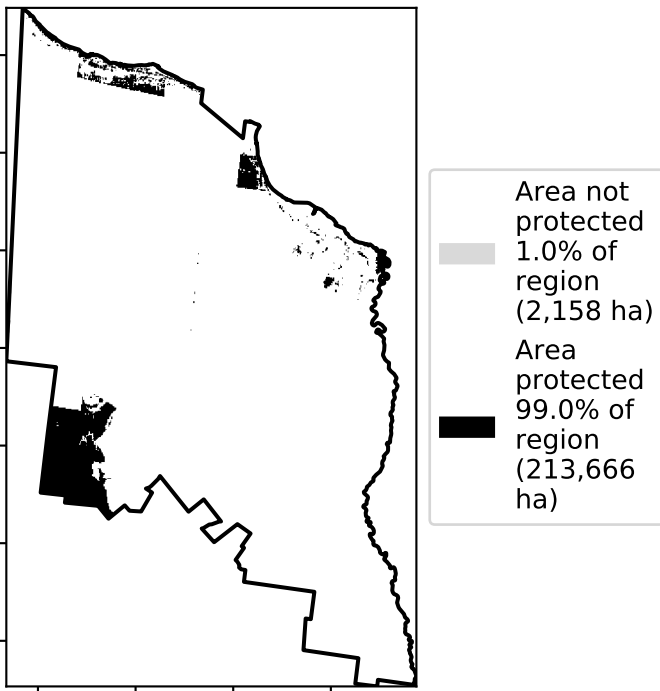 Area not
protected
1.0% of
region
(2,158 ha)
Area
protected
99.0% of
region
(213,666
ha)